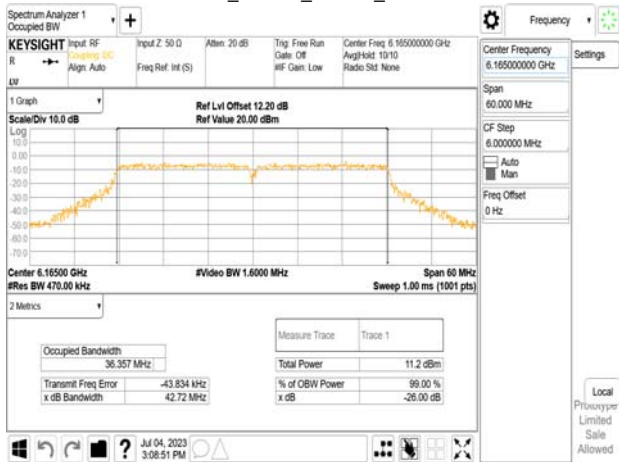 Spectrum Analyzer 1
Occupied BW
Frequency
KEYSIGHT Input: RF Input Z: 50 Ω Atten: 20 dB Trig: Free Run Center Freq: 6.165000000 GHz
R Coupling: DC Gate: Off Avg|Hold: 10/10
Align: Auto Freq Ref: Int (S) #IF Gain: Low Radio Std: None
Center Frequency
6.165000000 GHz
Settings
Span
60.000 MHz
CF Step
6.000000 MHz
Auto
Man
Freq Offset
0 Hz
1 Graph
Ref Lvl Offset 12.20 dB
Scale/Div 10.0 dB Ref Value 20.00 dBm
Log
10.0
0.00
-10.0
-20.0
-30.0
-40.0
-50.0
-60.0
-70.0
Center 6.16500 GHz #Video BW 1.6000 MHz Span 60 MHz
#Res BW 470.00 kHz Sweep 1.00 ms (1001 pts)
2 Metrics
Measure Trace Trace 1
Occupied Bandwidth
36.357 MHz Total Power 11.2 dBm
Transmit Freq Error -43.834 kHz % of OBW Power 99.00 %
x dB Bandwidth 42.72 MHz x dB -26.00 dB
Local
Prototype
Limited
Sale
Allowed
? Jul 04, 2023
3:08:51 PM